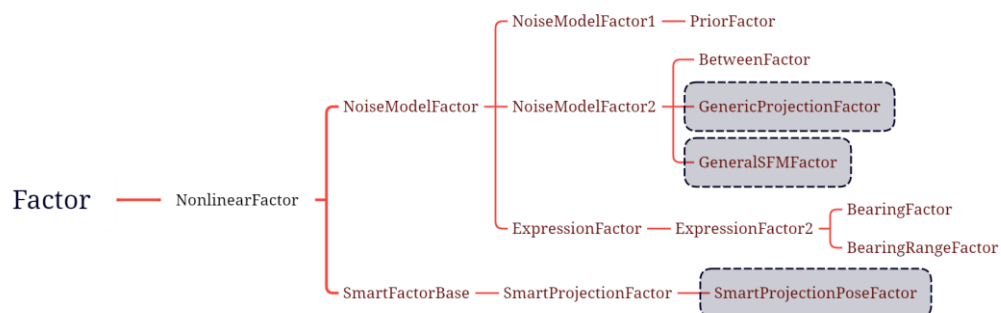 Factor
NonlinearFactor
NoiseModelFactor
NoiseModelFactor1
PriorFactor
NoiseModelFactor2
BetweenFactor
GenericProjectionFactor
GeneralSFMFactor
ExpressionFactor
ExpressionFactor2
BearingFactor
BearingRangeFactor
SmartFactorBase
SmartProjectionFactor
SmartProjectionPoseFactor